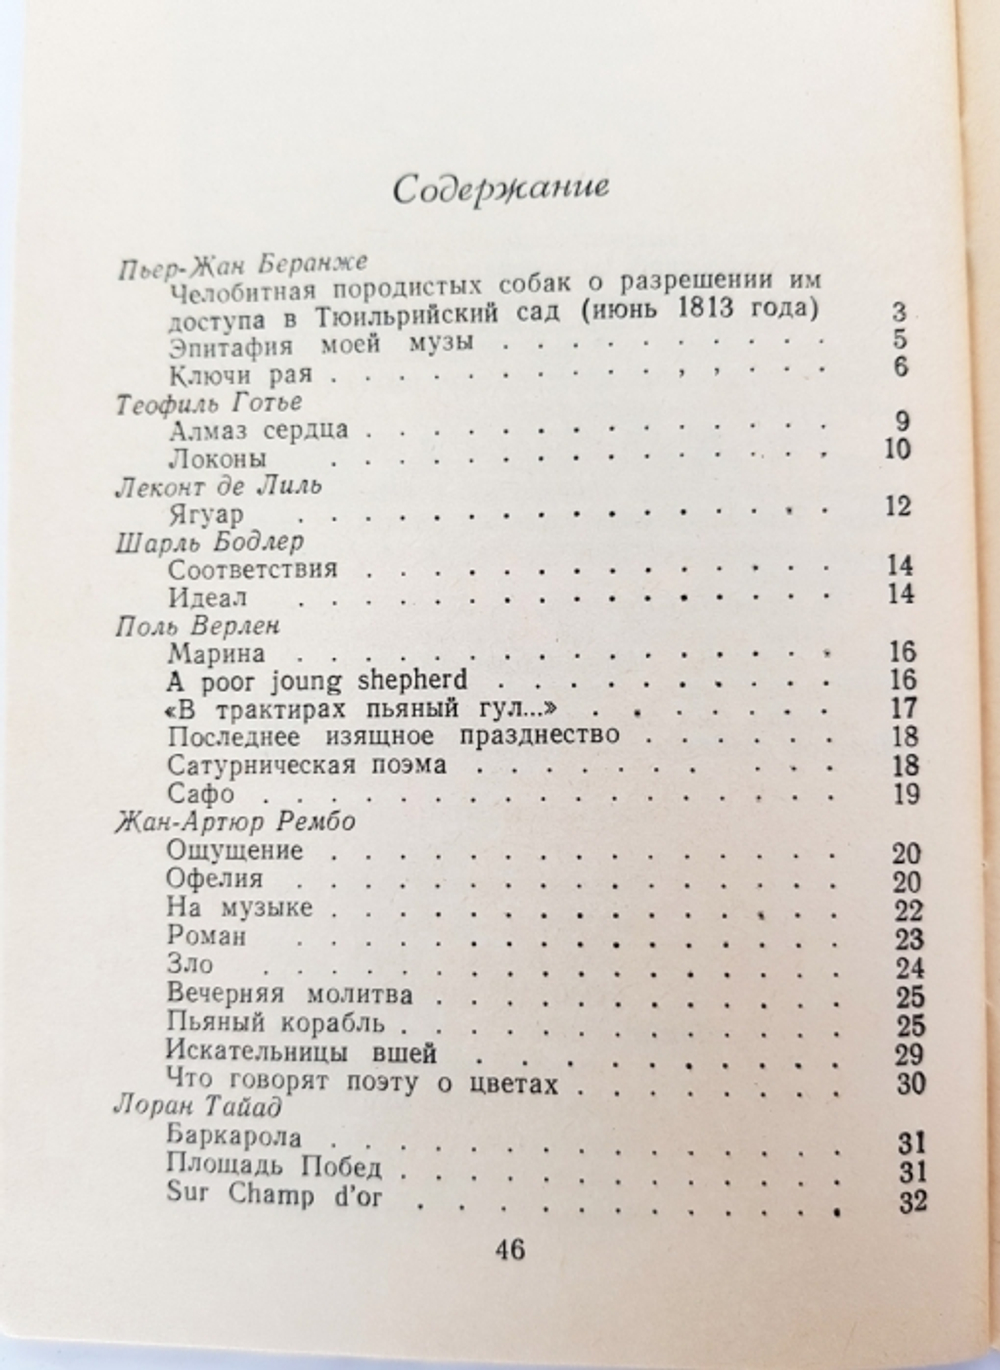 Содержание
Пьер-Жан Беранже
Челобитная породистых собак о разрешении им
доступа в Тюильрийский сад (июнь 1813 года) 3
Эпитафия моей музы . . . . . . . . . . 5
Ключи рая . . . . . . . . . . , , . . . 6
Теофиль Готье
Алмаз сердца . . . . . . . . . . . . . 9
Локоны . . . . . . . . . . . . . . 10
Леконт де Лиль
Ягуар . . . . . . . . . . . . . . . 12
Шарль Бодлер
Соответствия . . . . . . . . . . . . . 14
Идеал . . . . . . . . . . . . . . . 14
Поль Верлен
Марина . . . . . . . . . . . . . . . 16
A poor joung shepherd . . . . . . . . . . 16
«В трактирах пьяный гул...» . . . . . . . 17
Последнее изящное празднество . . . . . . 18
Сатурническая поэма . . . . . . . . . . 18
Сафо . . . . . . . . . . . . . . . . 19
Жан-Артюр Рембо
Ощущение . . . . . . . . . . . . . . 20
Офелия . . . . . . . . . . . . . . . 20
На музыке . . . . . . . . . . . . . . 22
Роман . . . . . . . . . . . . . . . 23
Зло . . . . . . . . . . . . . . . . 24
Вечерняя молитва . . . . . . . . . . . 25
Пьяный корабль . . . . . . . . . . . . 25
Искательницы вшей . . . . . . . . . . 29
Что говорят поэту о цветах . . . . . . . . 30
Лоран Тайад
Баркарола . . . . . . . . . . . . . . 31
Площадь Побед . . . . . . . . . . . . 31
Sur Champ d'or . . . . . . . . . . . . 32
46